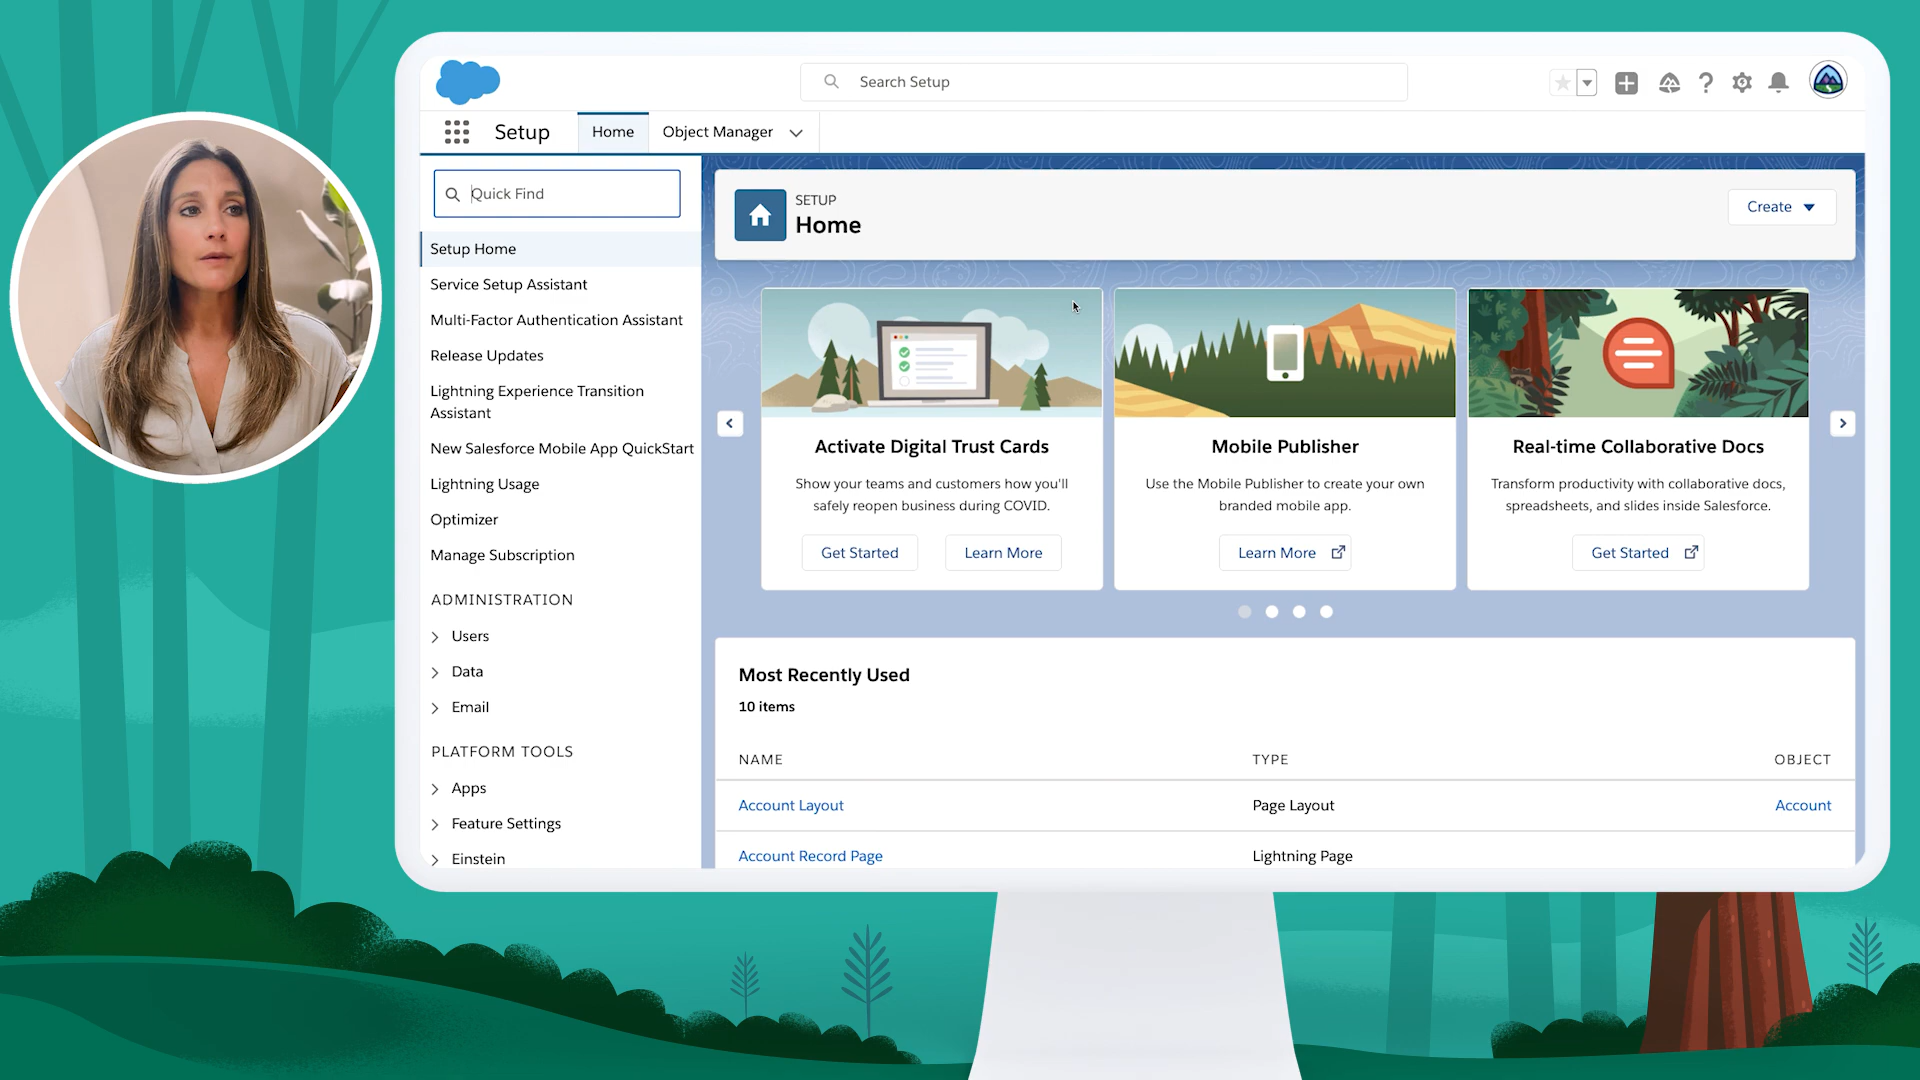 Search Setup
Setup
Home
Object Manager
Quick Find
Setup Home
Service Setup Assistant
Multi-Factor Authentication Assistant
Release Updates
Lightning Experience Transition
Assistant
New Salesforce Mobile App QuickStart
Lightning Usage
Optimizer
Manage Subscription
ADMINISTRATION
Users
Data
Email
PLATFORM TOOLS
Apps
Feature Settings
Einstein
SETUP
Home
Create
Activate Digital Trust Cards
Show your teams and customers how you'll
safely reopen business during COVID.
Get Started
Learn More
Mobile Publisher
Use the Mobile Publisher to create your own
branded mobile app.
Learn More
Real-time Collaborative Docs
Transform productivity with collaborative docs,
spreadsheets, and slides inside Salesforce.
Get Started
Most Recently Used
10 items
NAME TYPE OBJECT
Account Layout Page Layout Account
Account Record Page Lightning Page